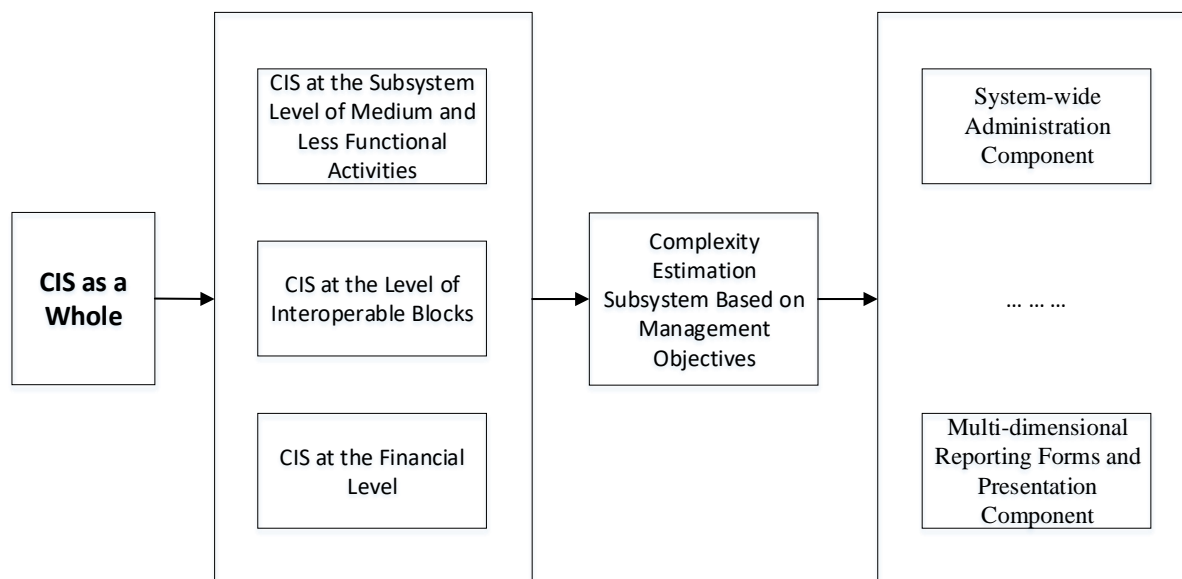 CIS as a
Whole
CIS at the Subsystem
Level of Medium and
Less Functional
Activities
CIS at the Level of
Interoperable Blocks
CIS at the Financial
Level
Complexity
Estimation
Subsystem Based on
Management
Objectives
System-wide
Administration
Component
... ... ...
Multi-dimensional
Reporting Forms and
Presentation
Component